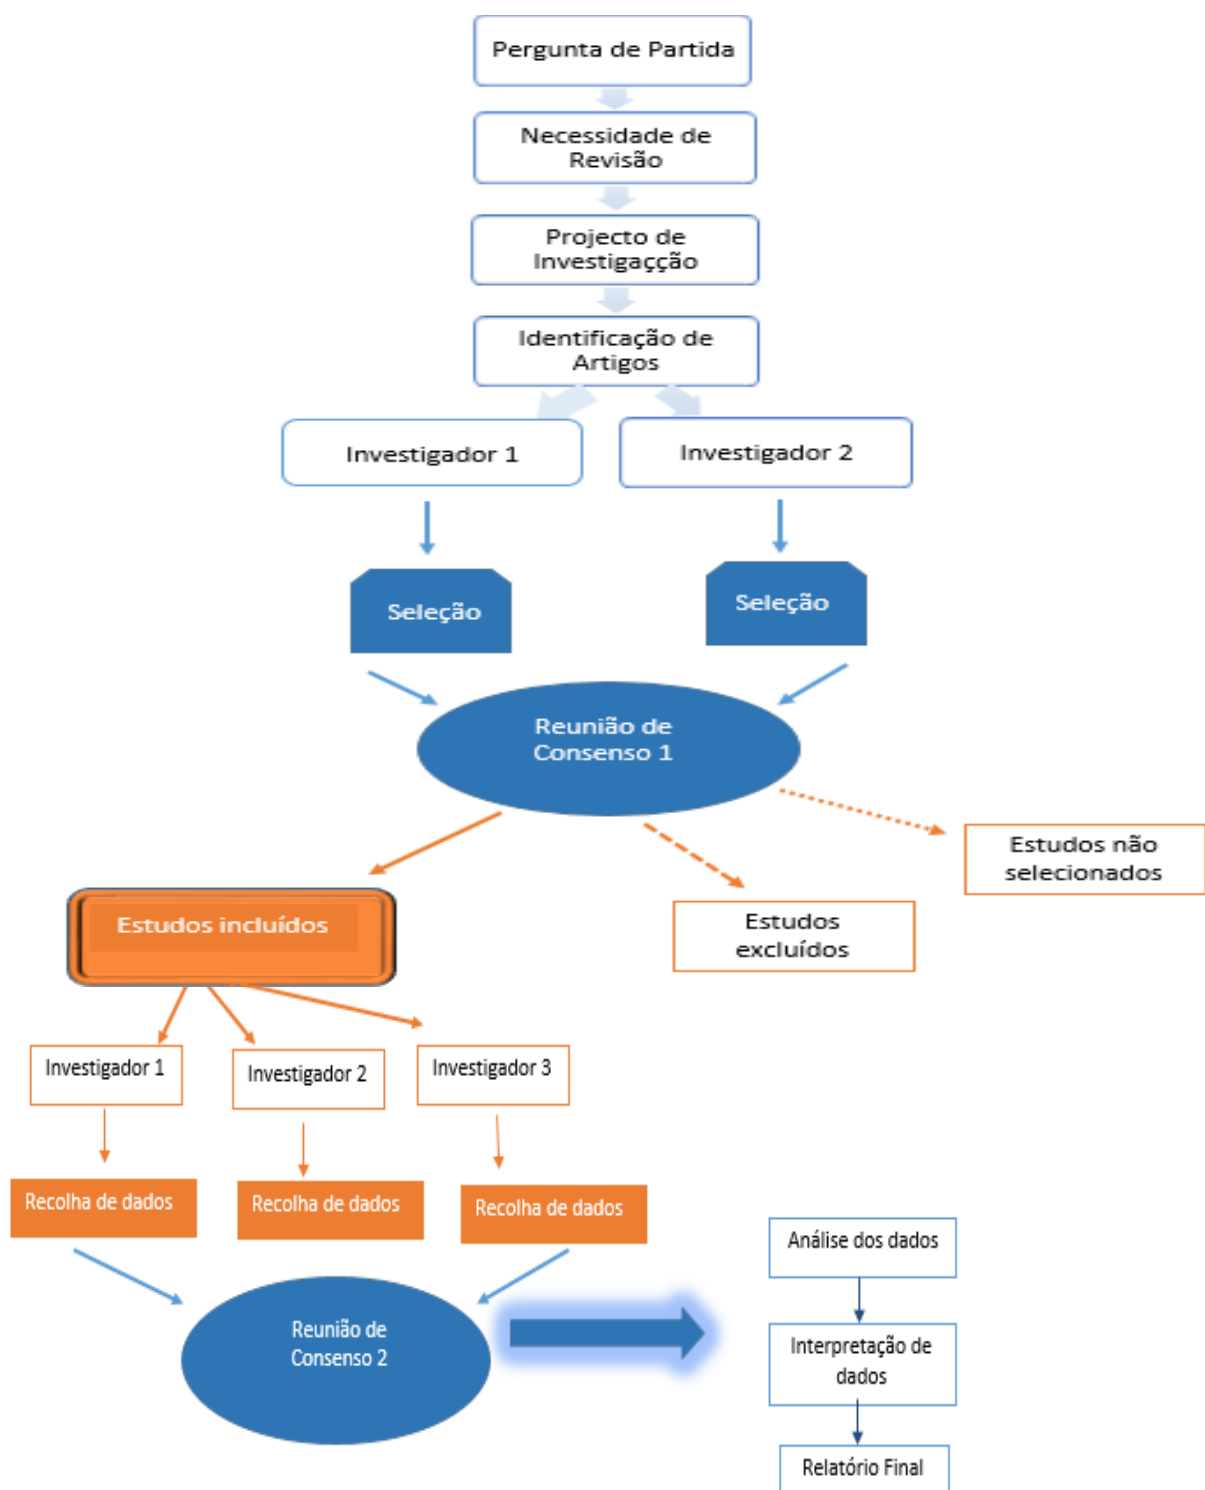 Pergunta de Partida
Necessidade de
Revisão
Projecto de
Investigacção
Identificação de
Artigos
Investigador 1
Investigador 2
Seleção
Seleção
Reunião de
Consenso 1
Estudos não
selecionados
Estudos incluídos
Estudos
excluídos
Investigador 1
Investigador 2
Investigador 3
Recolha de dados
Recolha de dados
Recolha de dados
Análise dos dados
Reunião de
Consenso 2
Interpretação de
dados
Relatório Final